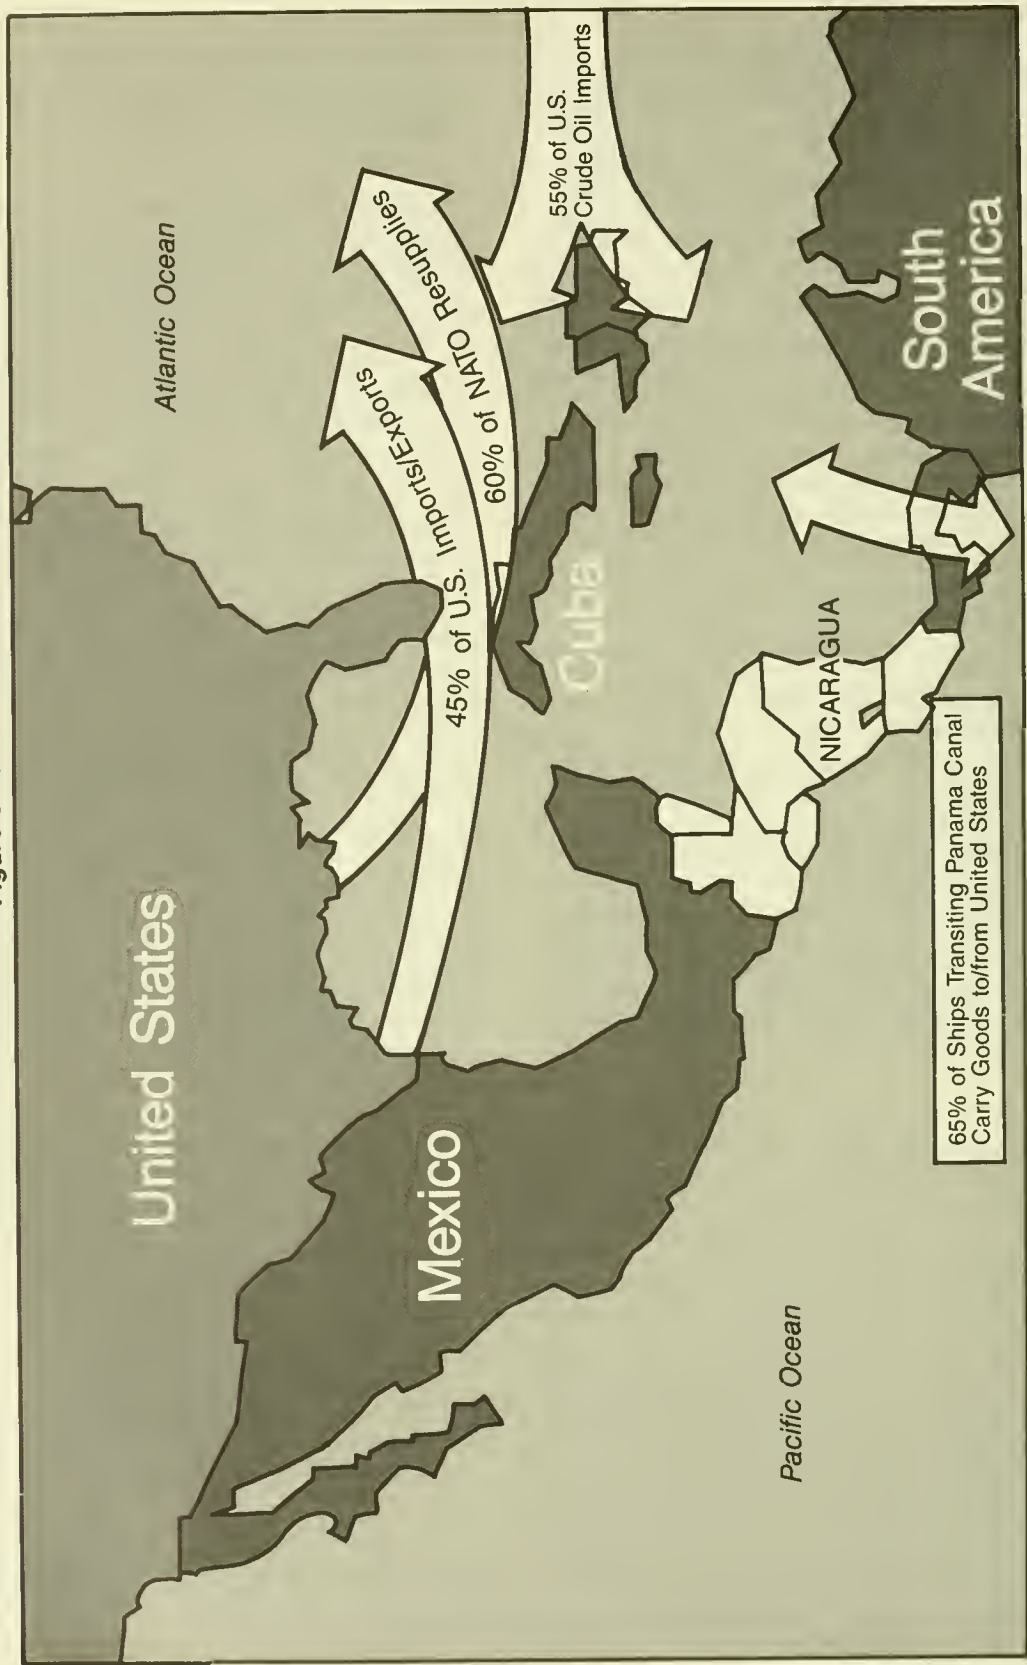 United States
Atlantic Ocean
45% of U.S. Imports/Exports
60% of NATO Resupplies
55% of U.S.
Crude Oil Imports
Mexico
Cuba
NICARAGUA
South
America
Pacific Ocean
65% of Ships Transiting Panama Canal
Carry Goods to/from United States